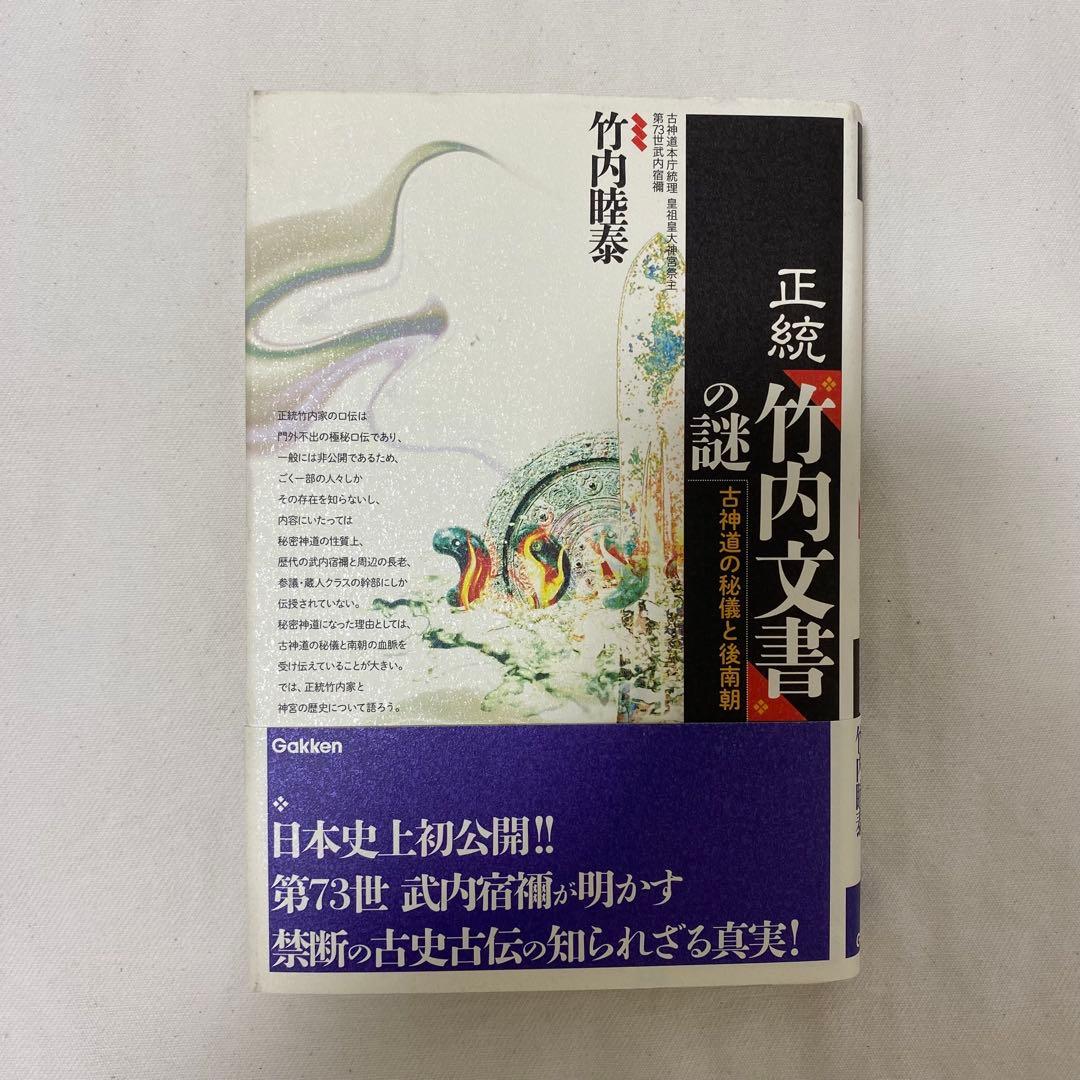 正統
竹内文書
の謎
古神道の秘儀と後南朝
古神道本庁統理 皇祖皇大神宮祭主
第73世武内宿禰
竹内睦泰
正統竹内家の口伝は
門外不出の極秘口伝であり、
一般には非公開であるため、
ごく一部の人々しか
その存在を知らないし、
内容にいたっては
秘密神道の性質上、
歴代の武内宿禰と周辺の長老、
参議・蔵人クラスの幹部にしか
伝授されていない。
秘密神道になった理由としては、
古神道の秘儀と南朝の血脈を
受け伝えていることが大きい。
では、正統竹内家と
神宮の歴史について語ろう。
Gakken
日本史上初公開!!
第73世 武内宿禰が明かす
禁断の古史古伝の知られざる真実!
竹内睦泰